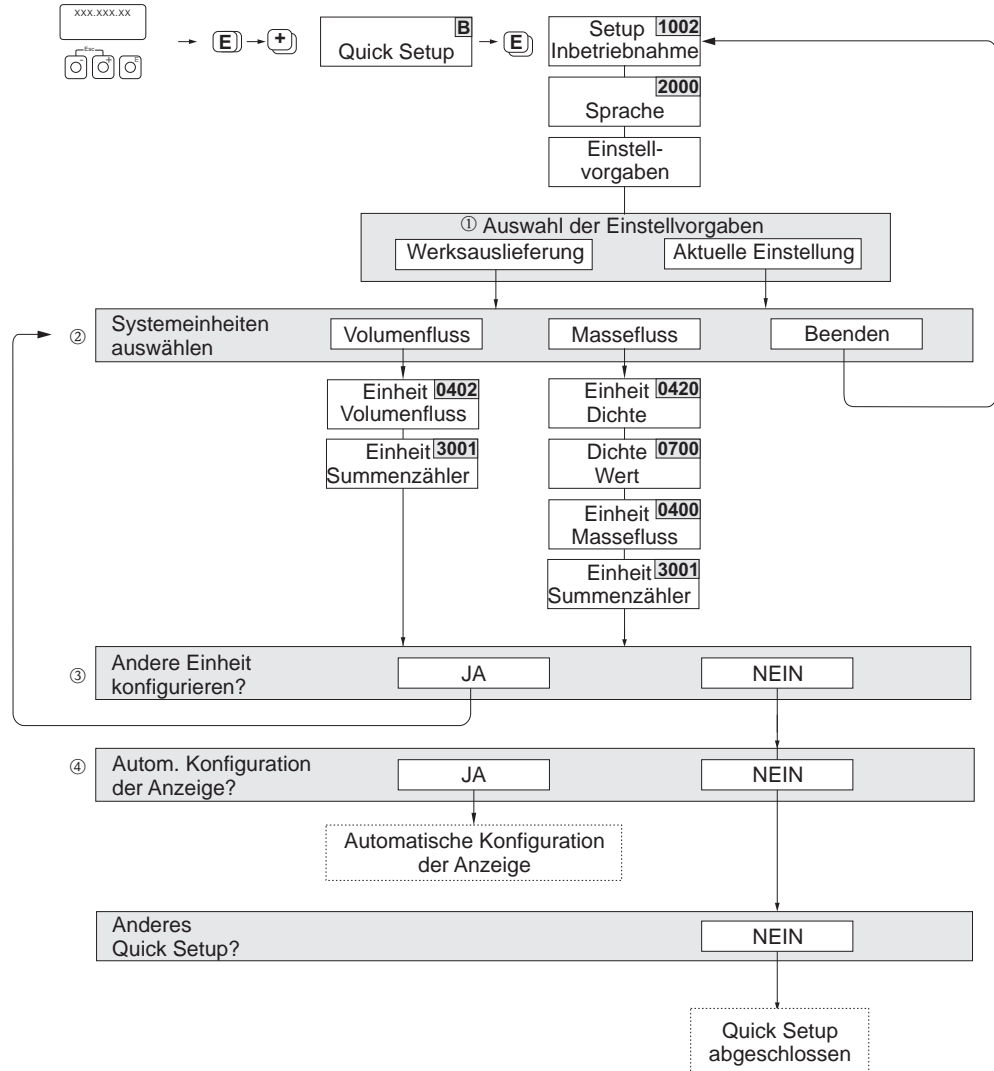 xxx.xxx.xx
Esc
- + E
E +
B
Quick Setup
E
Setup 1002
Inbetriebnahme
2000
Sprache
Einstell-
vorgaben
① Auswahl der Einstellvorgaben
Werksauslieferung Aktuelle Einstellung
② Systemeinheiten
auswählen
Volumenfluss Massefluss Beenden
Einheit 0402
Volumenfluss
Einheit 3001
Summenzähler
Einheit 0420
Dichte
Dichte 0700
Wert
Einheit 0400
Massefluss
Einheit 3001
Summenzähler
③ Andere Einheit
konfigurieren?
JA NEIN
④ Autom. Konfiguration
der Anzeige?
JA NEIN
Automatische Konfiguration
der Anzeige
Anderes
Quick Setup?
NEIN
Quick Setup
abgeschlossen